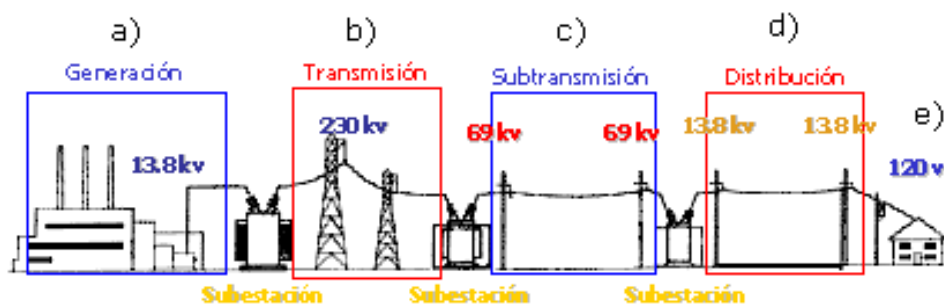 a)
b)
c)
d)
e)
Generación
Transmisión
Subtransmisión
Distribución
13.8 kv
230 kv
69 kv
69 kv
13.8 kv
13.8 kv
120 v
Subestación
Subestación
Subestación